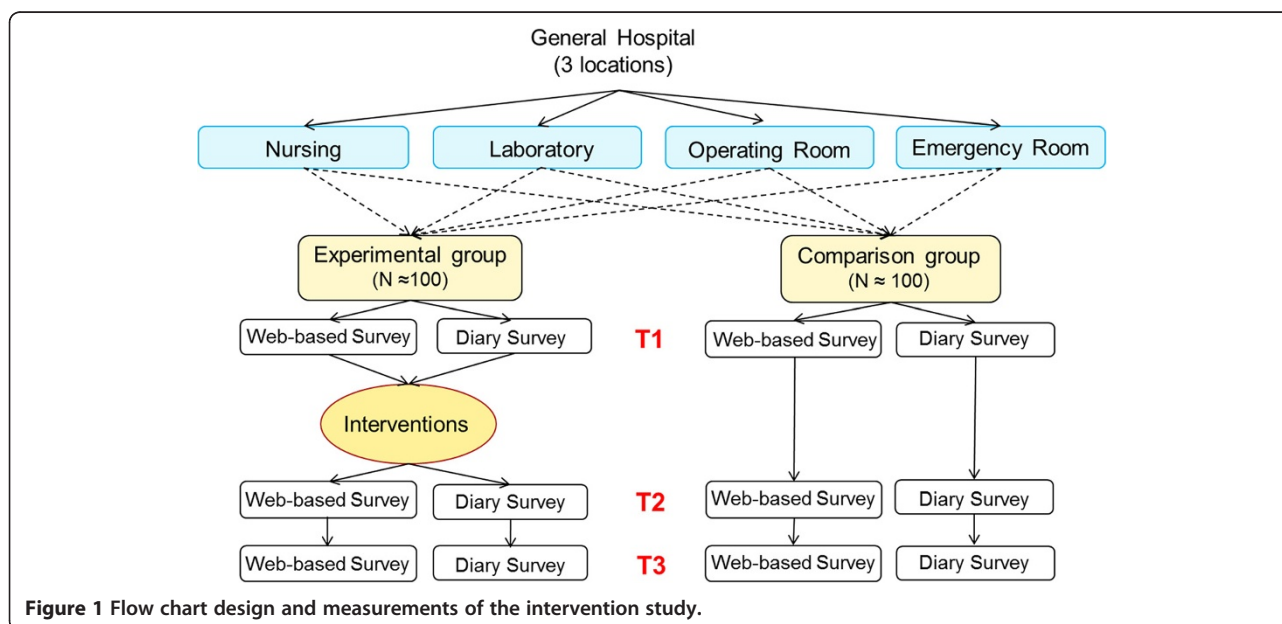 General Hospital
(3 locations)
Nursing Laboratory Operating Room Emergency Room
Experimental group
(N ≈100)
Comparison group
(N ≈ 100)
Web-based Survey Diary Survey T1 Web-based Survey Diary Survey
Interventions
Web-based Survey Diary Survey T2 Web-based Survey Diary Survey
Web-based Survey Diary Survey T3 Web-based Survey Diary Survey
Figure 1 Flow chart design and measurements of the intervention study.